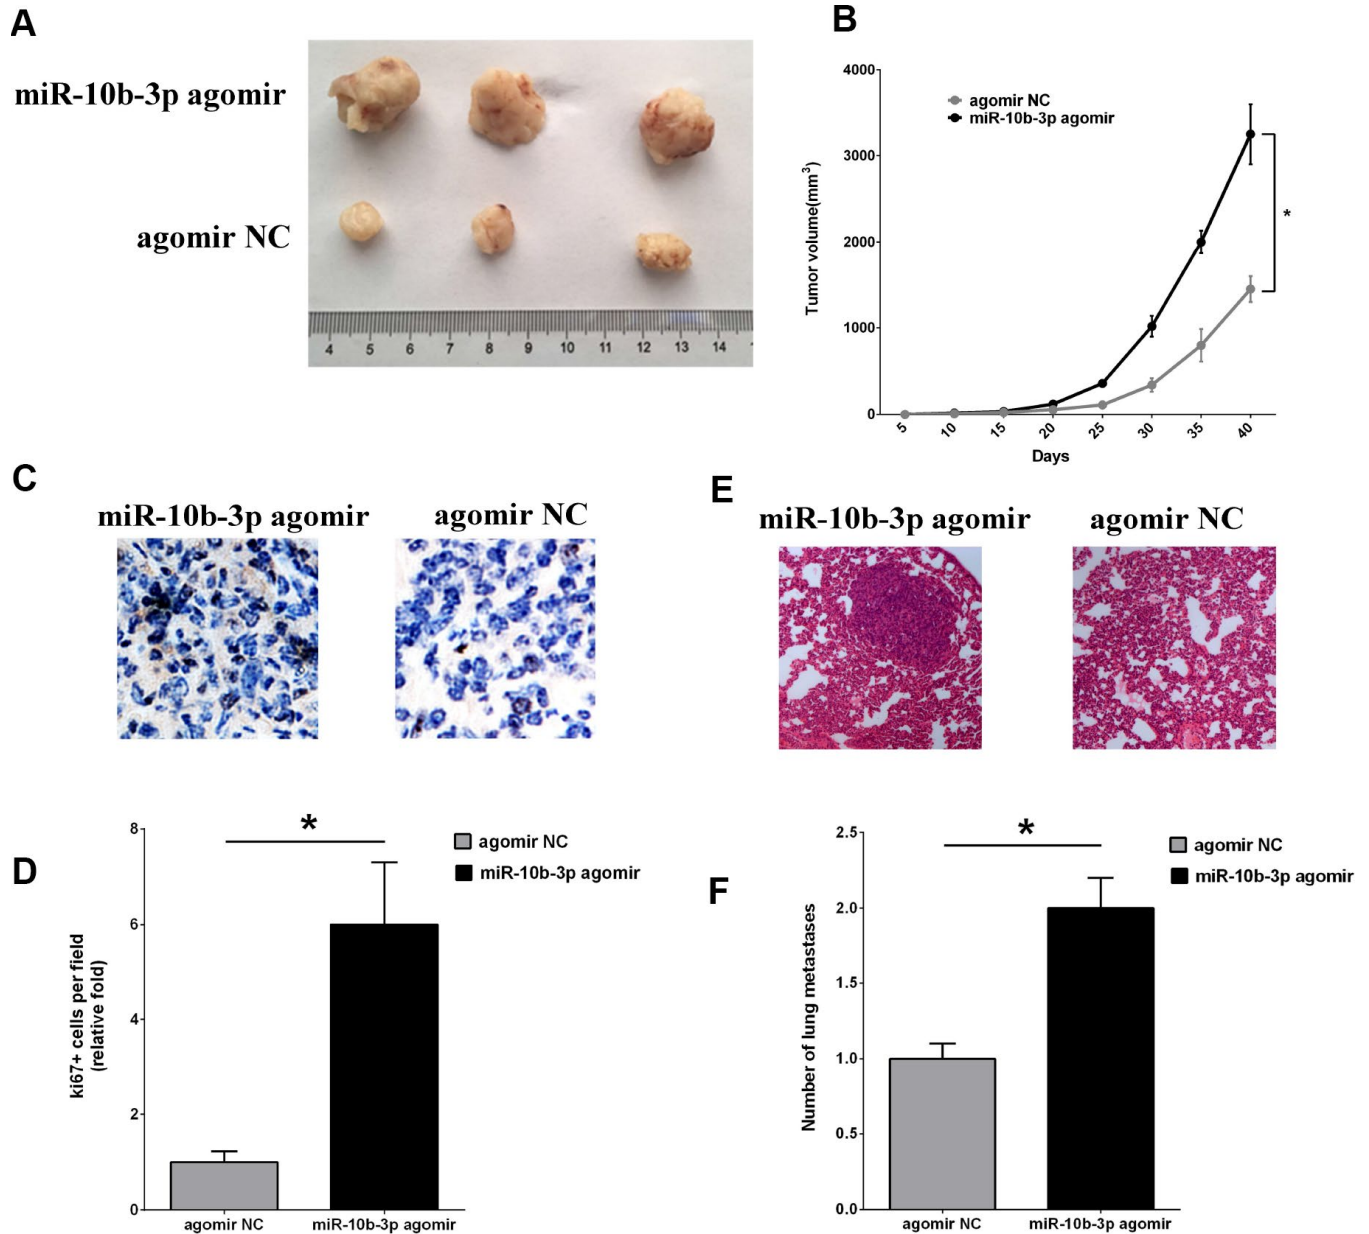 A
miR-10b-3p agomir
agomir NC
4 5 6 7 8 9 10 11 12 13 14
B
4000
3000
2000
1000
0
Tumor volume(mm³)
agomir NC
miR-10b-3p agomir
*
5 10 15 20 25 30 35 40
Days
C
miR-10b-3p agomir agomir NC
E
miR-10b-3p agomir agomir NC
D
8
6
4
2
0
ki67+ cells per field
(relative fold)
*
agomir NC
miR-10b-3p agomir
agomir NC miR-10b-3p agomir
F
2.5
2.0
1.5
1.0
0.5
0.0
Number of lung metastases
*
agomir NC
miR-10b-3p agomir
agomir NC miR-10b-3p agomir